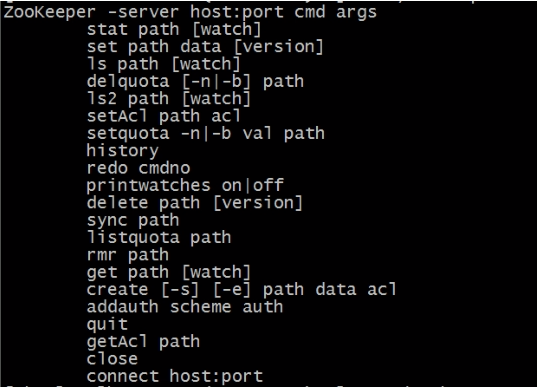 ZooKeeper -server host:port cmd args
stat path [watch]
set path data [version]
ls path [watch]
delquota [-n|-b] path
ls2 path [watch]
setAcl path acl
setquota -n|-b val path
history
redo cmdno
printwatches on|off
delete path [version]
sync path
listquota path
rmr path
get path [watch]
create [-s] [-e] path data acl
addauth scheme auth
quit
getAcl path
close
connect host:port